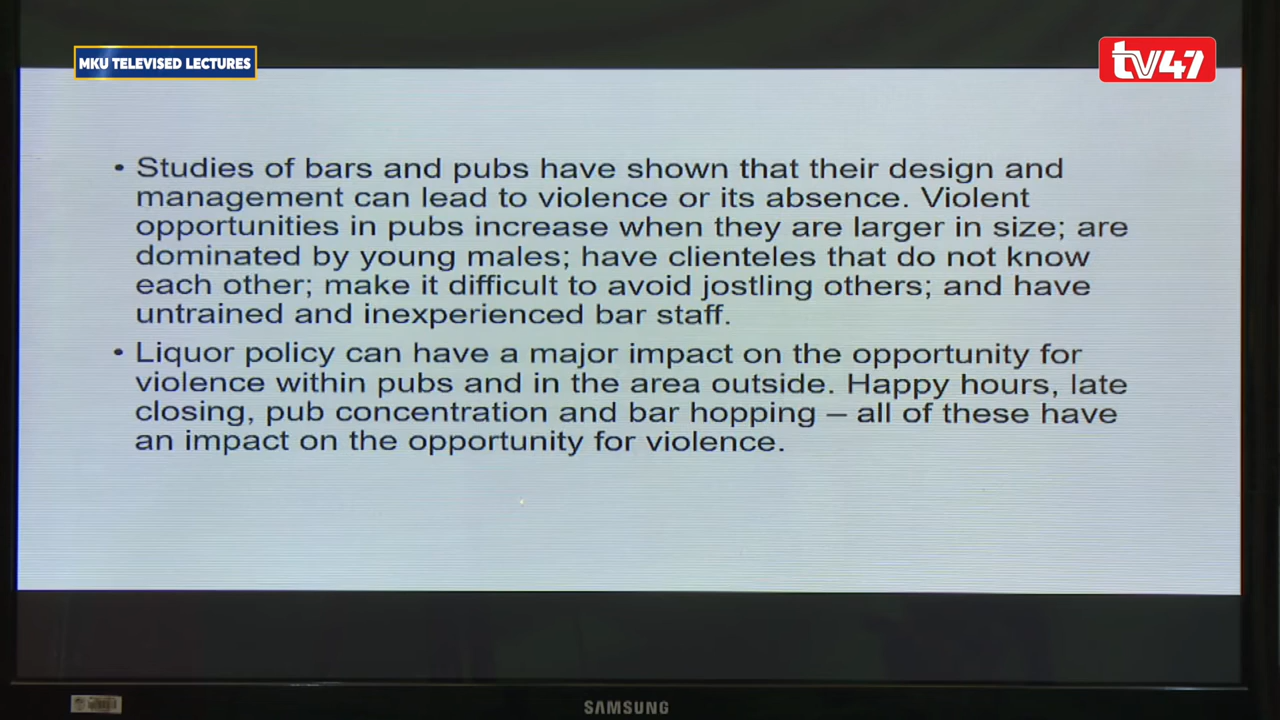 MKU TELEVISED LECTURES
tv47
• Studies of bars and pubs have shown that their design and
management can lead to violence or its absence. Violent
opportunities in pubs increase when they are larger in size; are
dominated by young males; have clienteles that do not know
each other; make it difficult to avoid jostling others; and have
untrained and inexperienced bar staff.
• Liquor policy can have a major impact on the opportunity for
violence within pubs and in the area outside. Happy hours, late
closing, pub concentration and bar hopping – all of these have
an impact on the opportunity for violence.
SAMSUNG